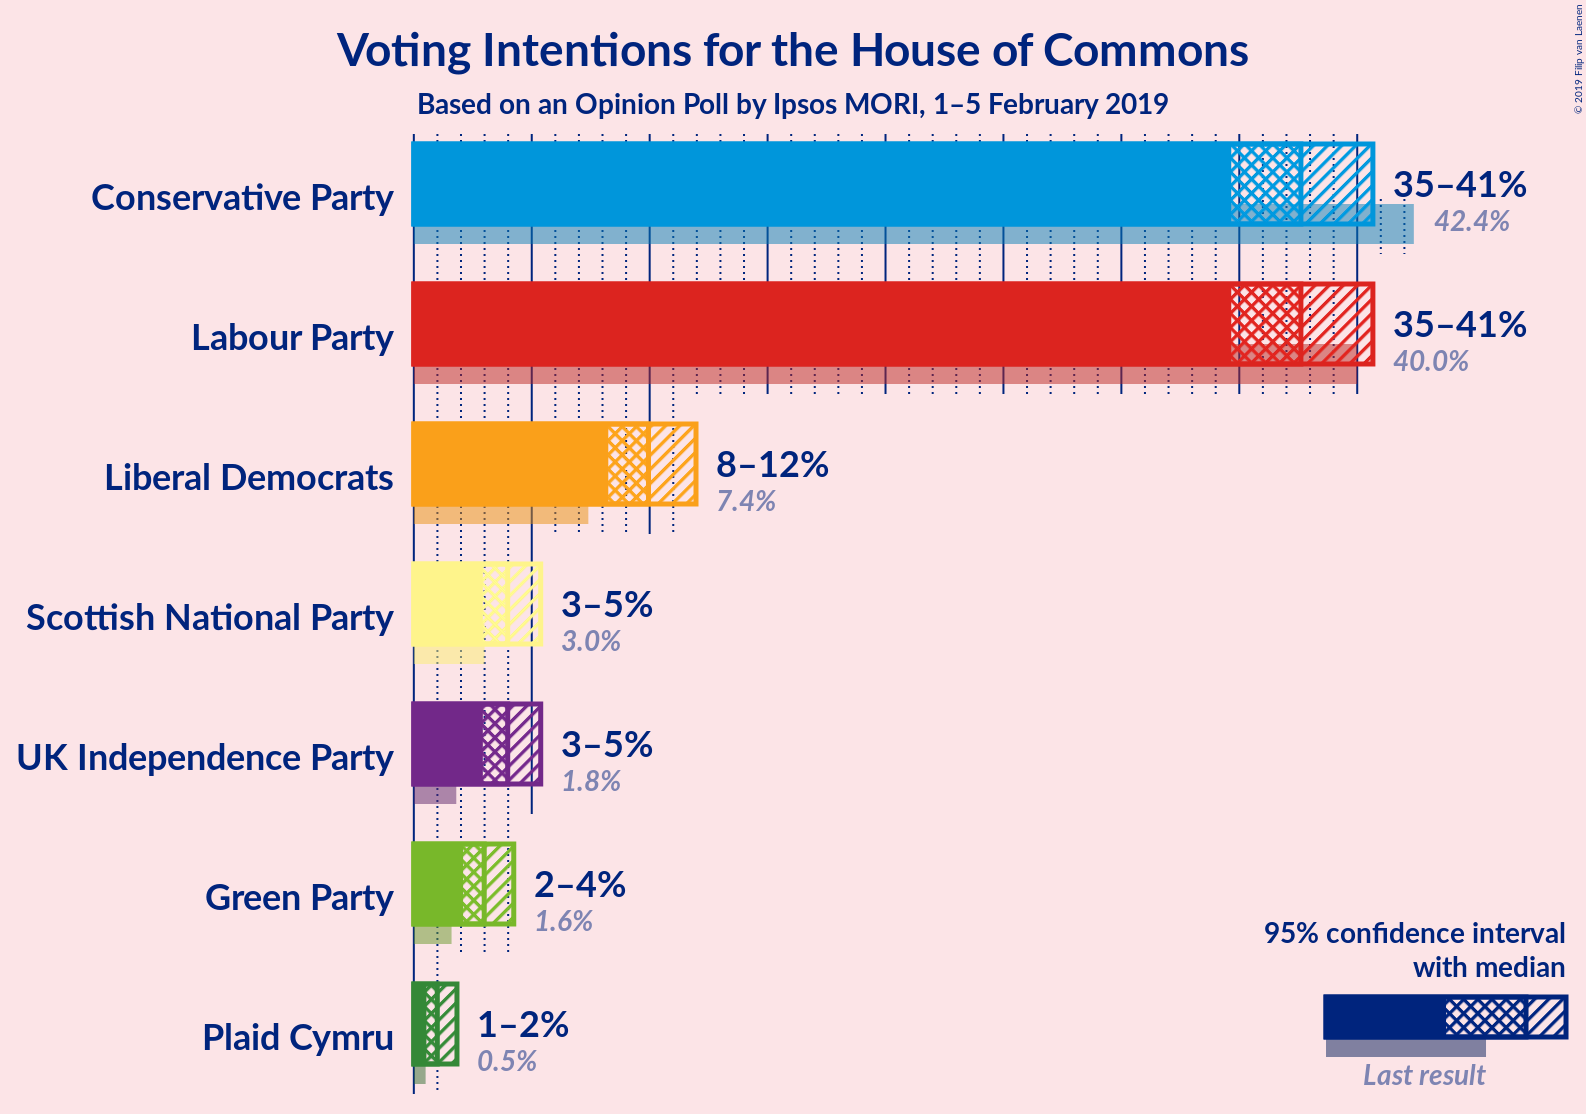 Voting Intentions for the House of Commons
Based on an Opinion Poll by Ipsos MORI, 1–5 February 2019
© 2019 Filip van Laenen
Conservative Party
35–41%
42.4%
Labour Party
35–41%
40.0%
Liberal Democrats
8–12%
7.4%
Scottish National Party
3–5%
3.0%
UK Independence Party
3–5%
1.8%
Green Party
2–4%
1.6%
Plaid Cymru
1–2%
0.5%
95% confidence interval
with median
Last result